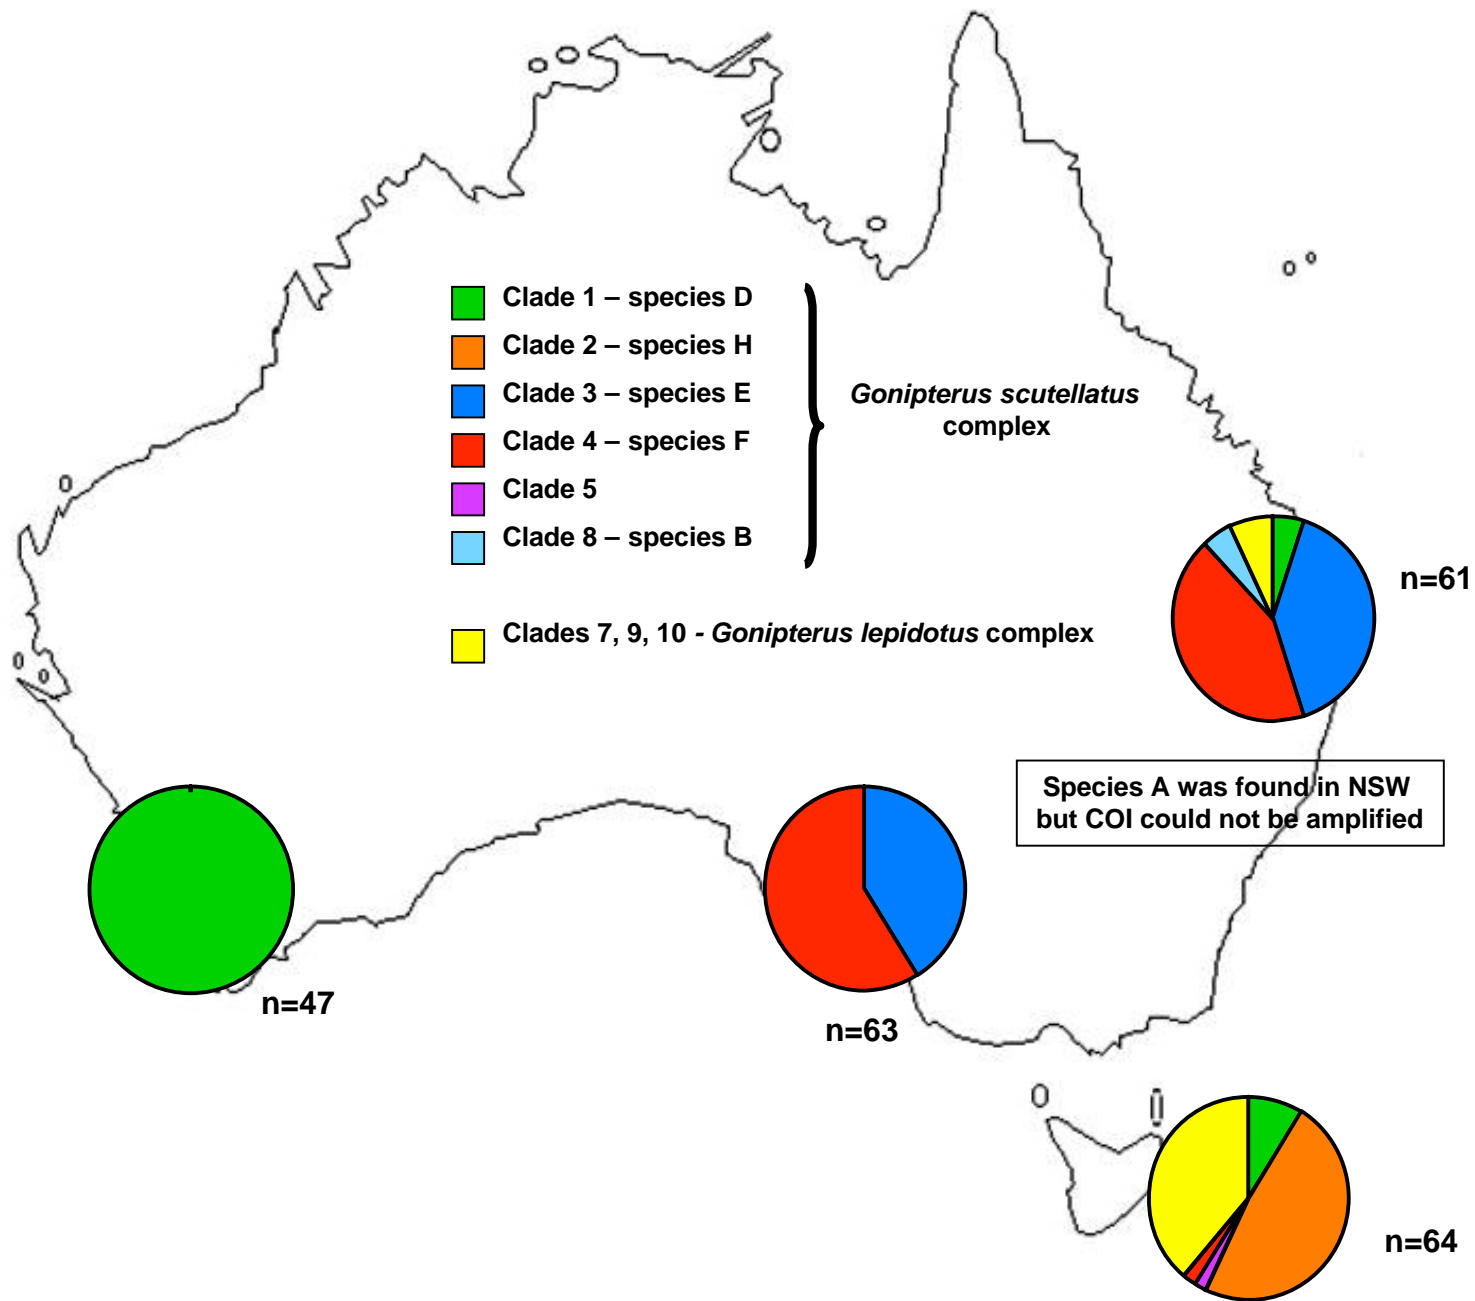 Clade 1 – species D
Clade 2 – species H
Clade 3 – species E
Clade 4 – species F
Clade 5
Clade 8 – species B
Gonipterus scutellatus
complex
Clades 7, 9, 10 - Gonipterus lepidotus complex
n=61
Species A was found in NSW
but COI could not be amplified
n=47
n=63
n=64